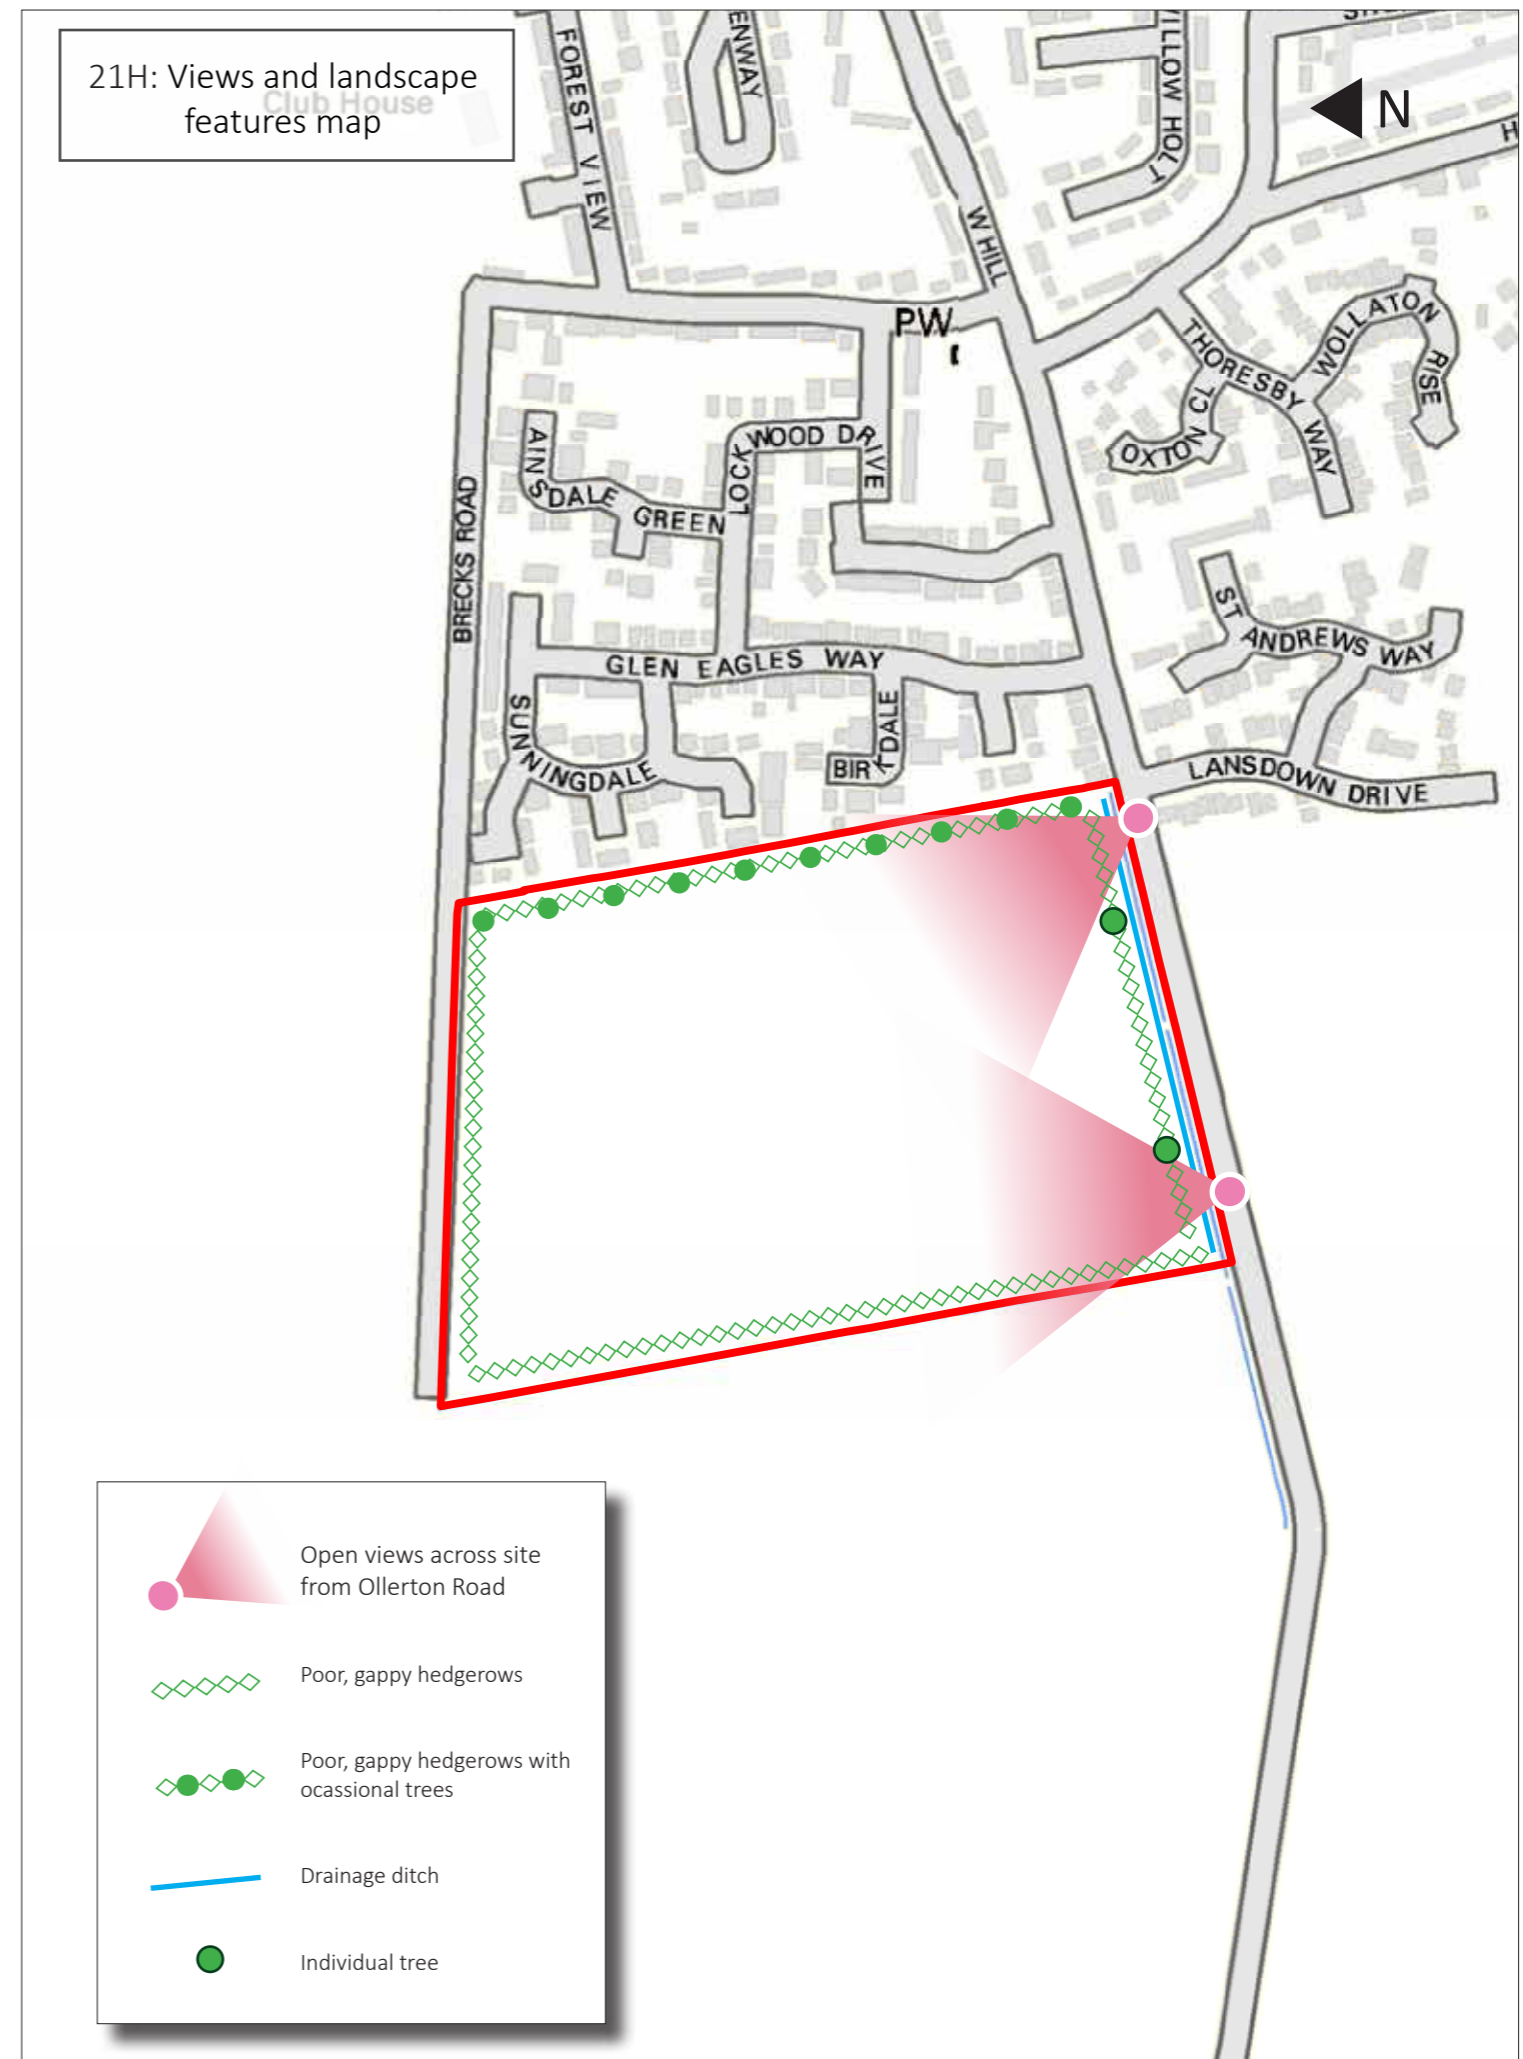 21H: Views and landscape
features map
Club House
N
FOREST VIEW
ENWAY
W HILL
ILLOW HOLT
H
PW
THORESBY WAY
WOLLATON RISE
OXTON CL
LOCKWOOD DRIVE
AINSDALE GREEN
BRECKS ROAD
ST ANDREWS WAY
GLEN EAGLES WAY
SUNNINGDALE
BIRKDALE
LANSDOWN DRIVE
Open views across site
from Ollerton Road
Poor, gappy hedgerows
Poor, gappy hedgerows with
ocassional trees
Drainage ditch
Individual tree